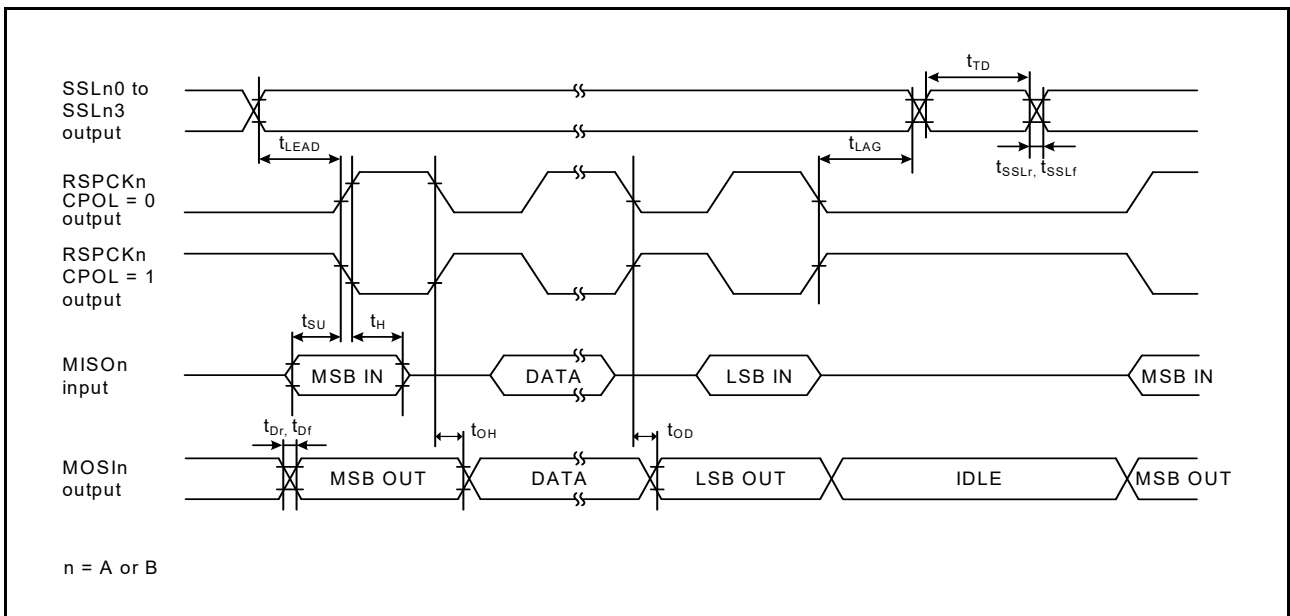 SSLn0 to
SSLn3
output
tTD
tLEAD
tLAG
tSSLr, tSSLf
RSPCKn
CPOL = 0
output
RSPCKn
CPOL = 1
output
tSU
tH
MISOn
input
MSB IN
DATA
LSB IN
MSB IN
tDr, tDf
tOH
tOD
MOSIn
output
MSB OUT
DATA
LSB OUT
IDLE
MSB OUT
n = A or B